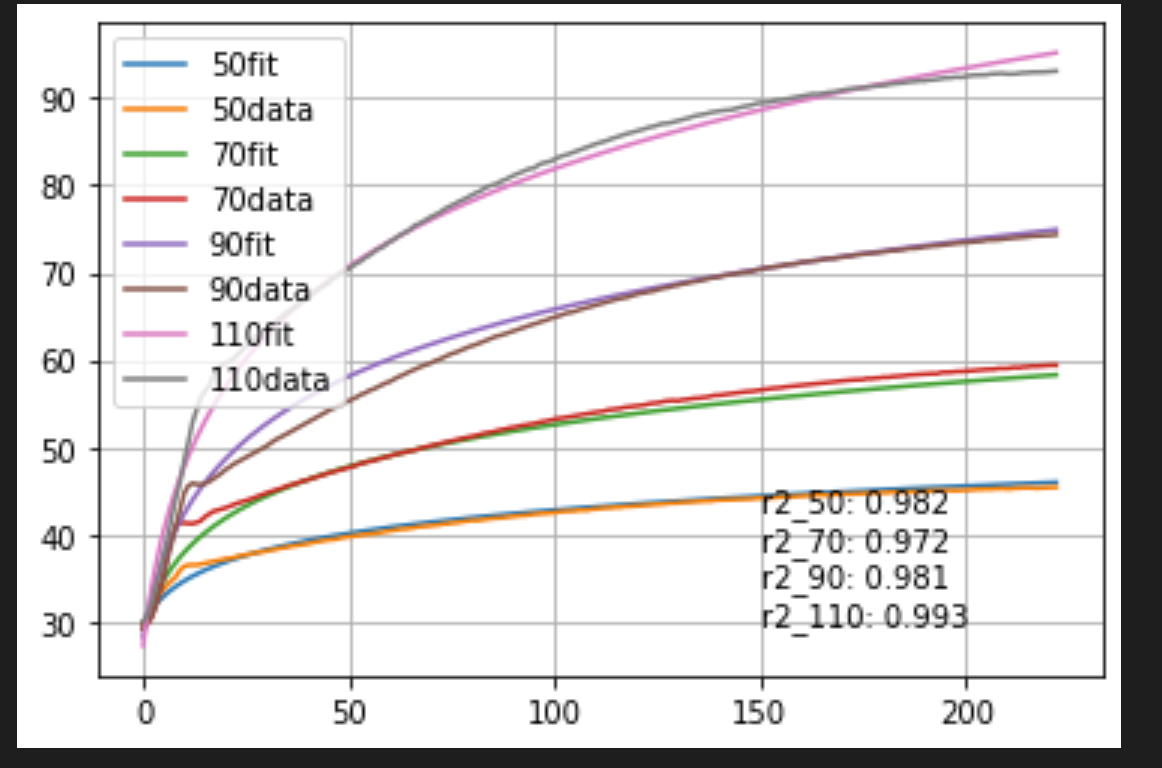 50fit
50data
70fit
70data
90fit
90data
110fit
110data
90
80
70
60
50
40
30
r2_50: 0.982
r2_70: 0.972
r2_90: 0.981
r2_110: 0.993
0 50 100 150 200